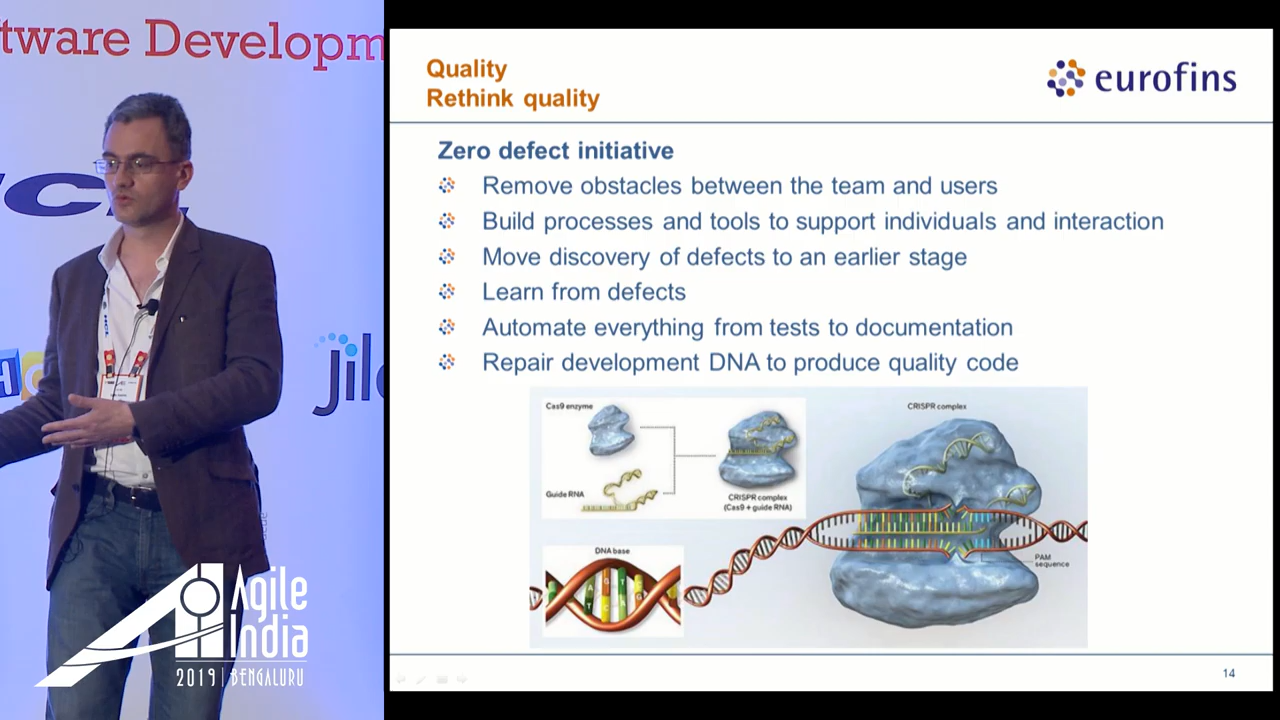 tware Developm
Jil
Agile
India
2019 | BENGALURU
Quality
Rethink quality
eurofins
Zero defect initiative
Remove obstacles between the team and users
Build processes and tools to support individuals and interaction
Move discovery of defects to an earlier stage
Learn from defects
Automate everything from tests to documentation
Repair development DNA to produce quality code
Cas9 enzyme
Guide RNA
CRISPR complex
(Cas9 + guide RNA)
DNA base
CRISPR complex
PAM
sequence
14